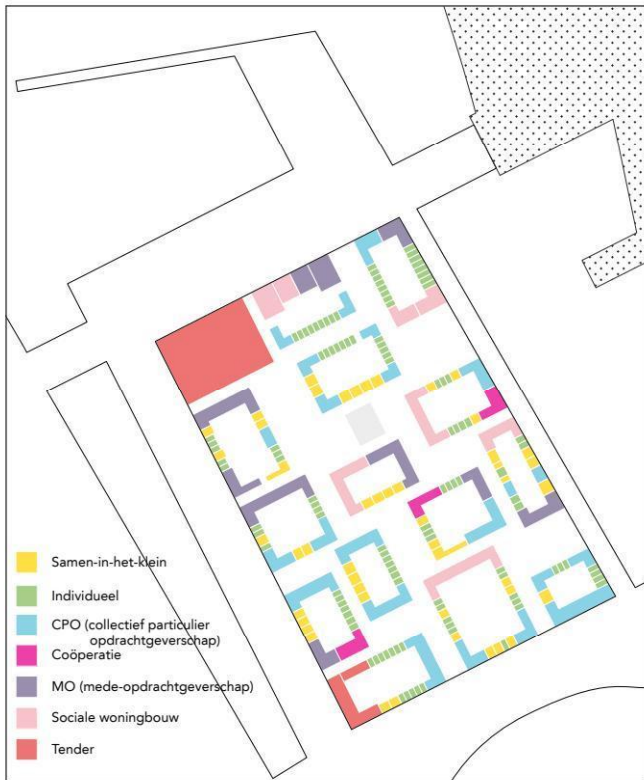 Samen-in-het-klein
Individueel
CPO (collectief particulier
opdrachtgeverschap)
Coöperatie
MO (mede-opdrachtgeverschap)
Sociale woningbouw
Tender